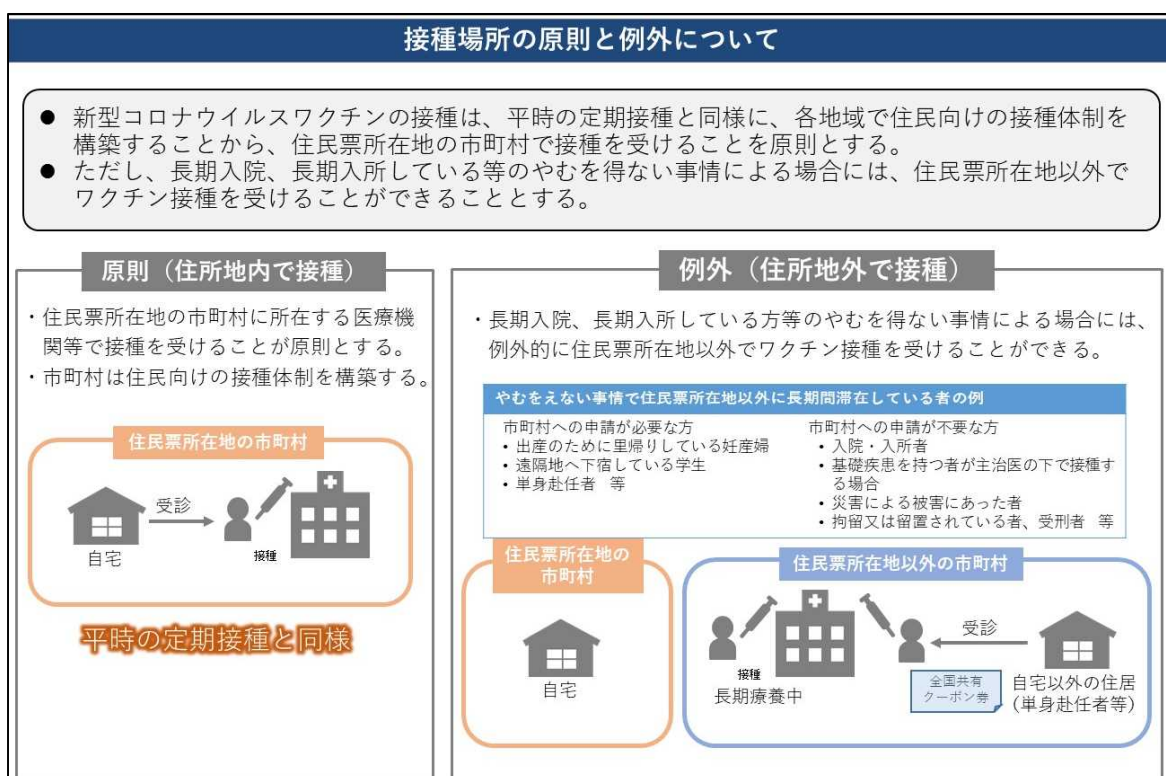 接種場所の原則と例外について
● 新型コロナウイルスワクチンの接種は、平時の定期接種と同様に、各地域で住民向けの接種体制を
構築することから、住民票所在地の市町村で接種を受けることを原則とする。
● ただし、長期入院、長期入所している等のやむを得ない事情による場合には、住民票所在地以外で
ワクチン接種を受けることができることとする。
原則（住所地内で接種）
・住民票所在地の市町村に所在する医療機
関等で接種を受けることが原則とする。
・市町村は住民向けの接種体制を構築する。
住民票所在地の市町村
受診
自宅
接種
平時の定期接種と同様
例外（住所地外で接種）
・長期入院、長期入所している方等のやむを得ない事情による場合には、
例外的に住民票所在地以外でワクチン接種を受けることができる。
やむをえない事情で住民票所在地以外に長期間滞在している者の例
市町村への申請が必要な方
• 出産のために里帰りしている妊産婦
• 遠隔地へ下宿している学生
• 単身赴任者 等
市町村への申請が不要な方
• 入院・入所者
• 基礎疾患を持つ者が主治医の下で接種す
る場合
• 災害による被害にあった者
• 拘留又は留置されている者、受刑者 等
住民票所在地の
市町村
自宅
住民票所在地以外の市町村
接種
長期療養中
受診
全国共有
クーポン券
自宅以外の住居
（単身赴任者等）